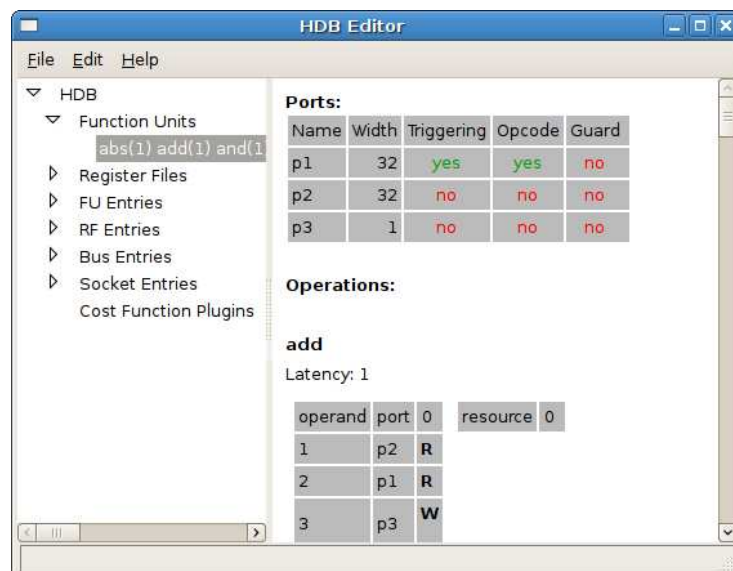 HDB Editor
File Edit Help
HDB
Function Units
abs(1) add(1) and(1
Register Files
FU Entries
RF Entries
Bus Entries
Socket Entries
Cost Function Plugins
Ports:
Name Width Triggering Opcode Guard
p1 32 yes yes no
p2 32 no no no
p3 1 no no no
Operations:
add
Latency: 1
operand port 0 resource 0
1 p2 R
2 p1 R
3 p3 W